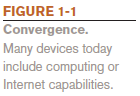 FIGURE 1-1
Convergence.
Many devices today
include computing or
Internet capabilities.